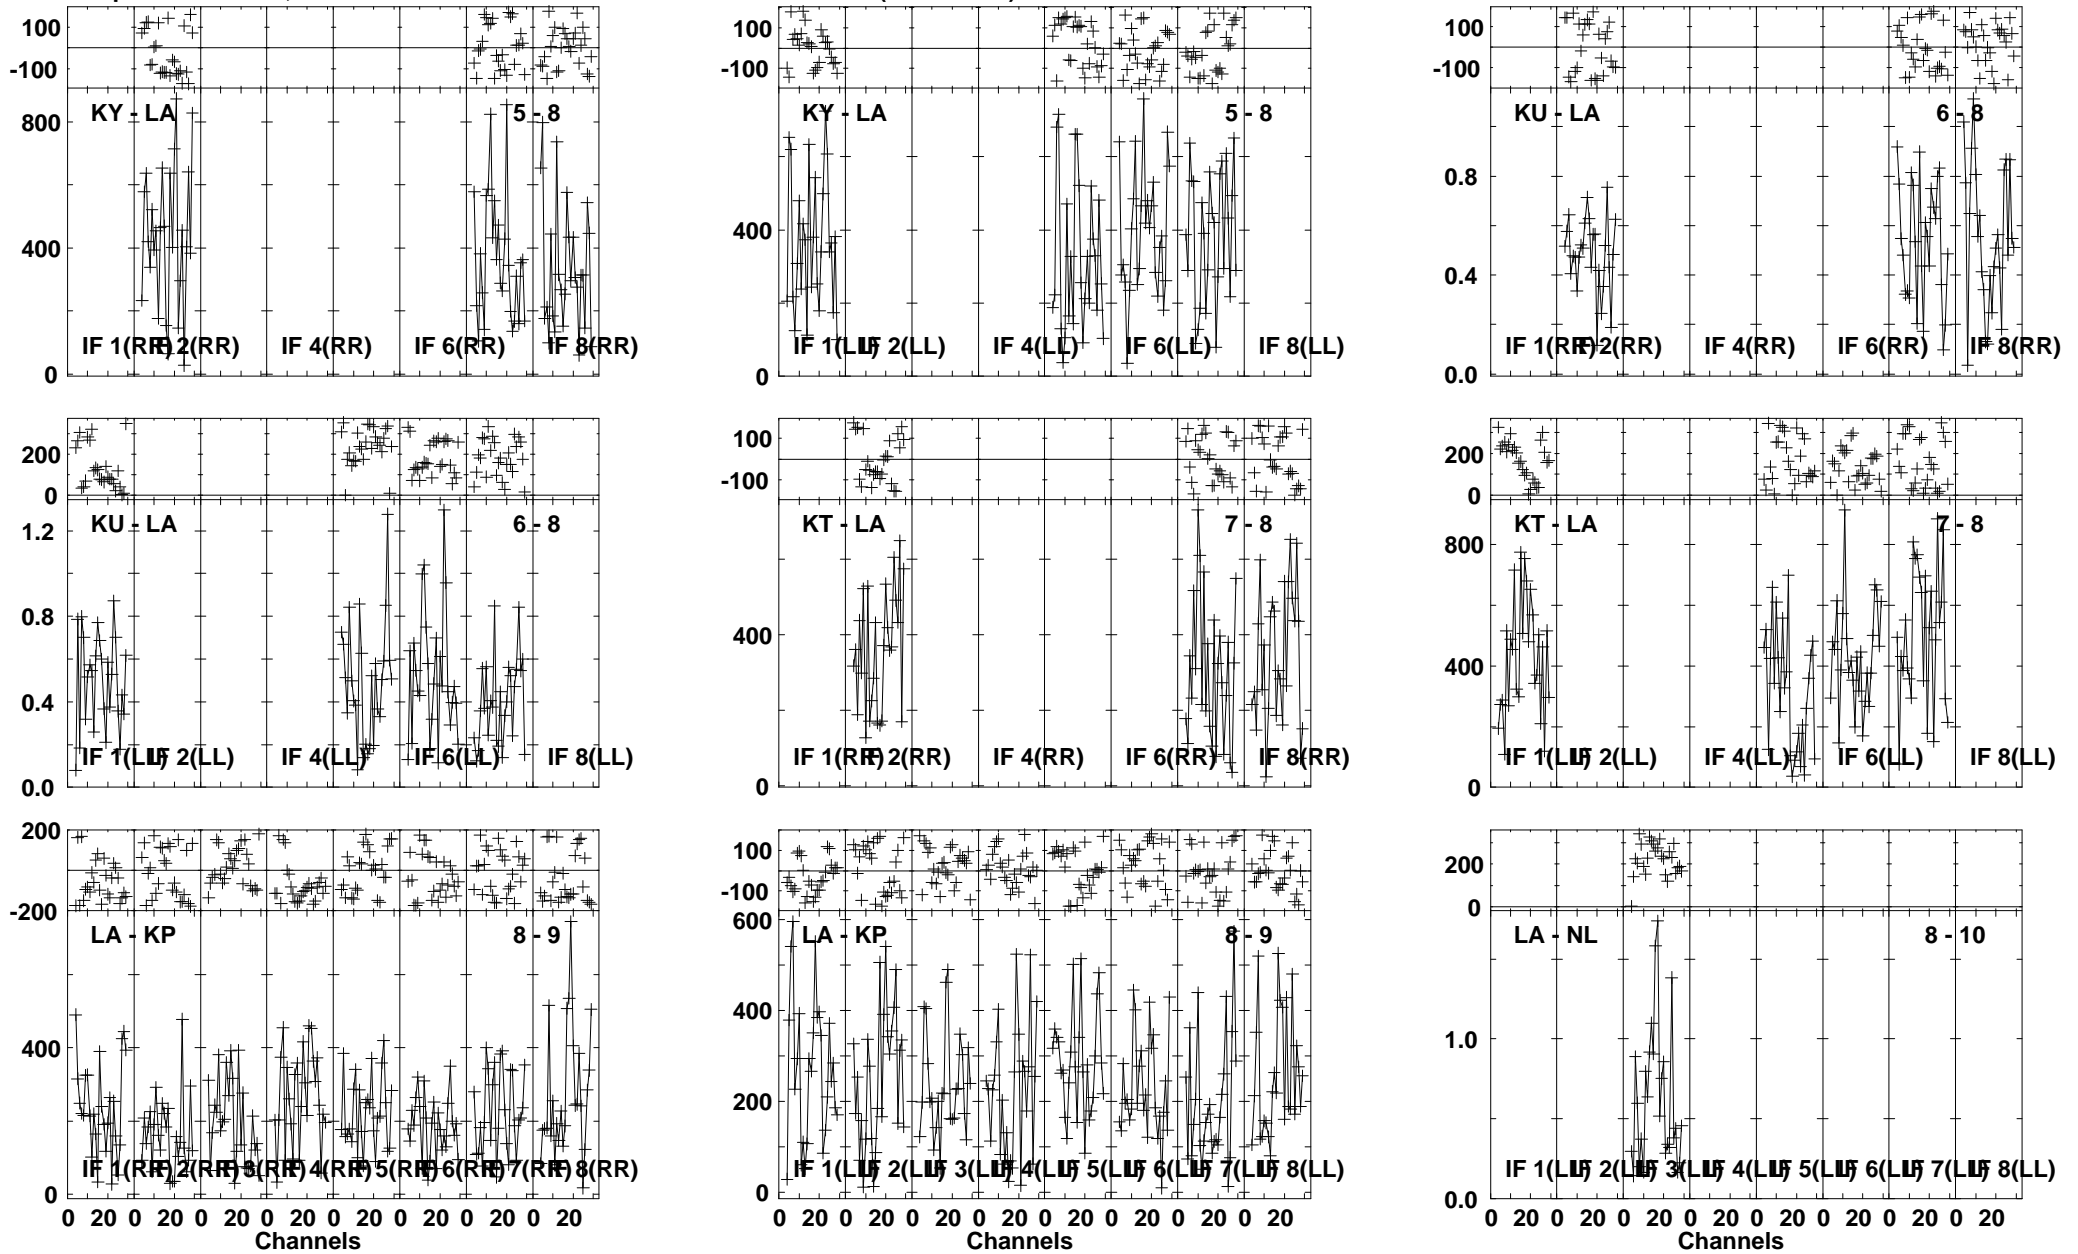 100
-100
KY - LA 5 - 8
800
400
0
IF 1(RR) IF 2(RR) IF 4(RR) IF 6(RR) IF 8(RR)
100
-100
KY - LA 5 - 8
400
0
IF 1(LL) IF 2(LL) IF 4(LL) IF 6(LL) IF 8(LL)
100
-100
KU - LA 6 - 8
0.8
0.4
0.0
IF 1(RR) IF 2(RR) IF 4(RR) IF 6(RR) IF 8(RR)
200
0
KU - LA 6 - 8
1.2
0.8
0.4
0.0
IF 1(LL) IF 2(LL) IF 4(LL) IF 6(LL) IF 8(LL)
100
-100
KT - LA 7 - 8
400
0
IF 1(RR) IF 2(RR) IF 4(RR) IF 6(RR) IF 8(RR)
200
0
KT - LA 7 - 8
800
400
0
IF 1(LL) IF 2(LL) IF 4(LL) IF 6(LL) IF 8(LL)
200
-200
LA - KP 8 - 9
400
0
IF 1(RR) IF 2(RR) IF 3(RR) IF 4(RR) IF 5(RR) IF 6(RR) IF 7(RR) IF 8(RR)
0 20 0 20 0 20 0 20 0 20 0 20 0 20 0 20
Channels
100
-100
LA - KP 8 - 9
600
400
200
0
IF 1(LL) IF 2(LL) IF 3(LL) IF 4(LL) IF 5(LL) IF 6(LL) IF 7(LL) IF 8(LL)
0 20 0 20 0 20 0 20 0 20 0 20 0 20 0 20
Channels
200
0
LA - NL 8 - 10
1.0
0.0
IF 1(LL) IF 2(LL) IF 3(LL) IF 4(LL) IF 5(LL) IF 6(LL) IF 7(LL) IF 8(LL)
0 20 0 20 0 20 0 20 0 20 0 20 0 20 0 20
Channels